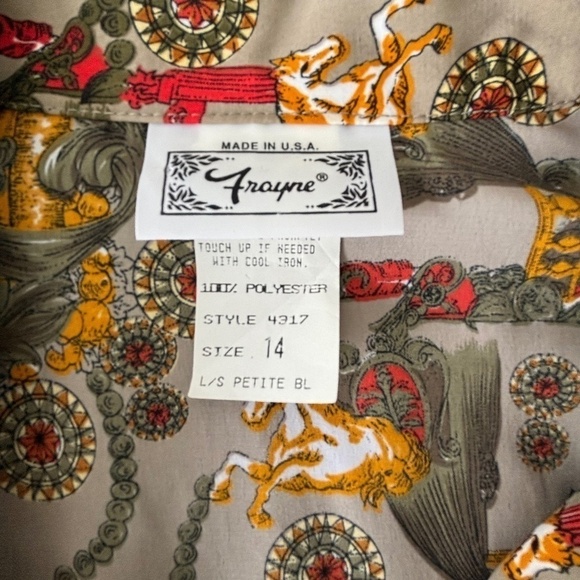 MADE IN U.S.A.
Frayne®
TOUCH UP IF NEEDED
WITH COOL IRON.
100% POLYESTER
STYLE 4317
SIZE 14
L/S PETITE BL